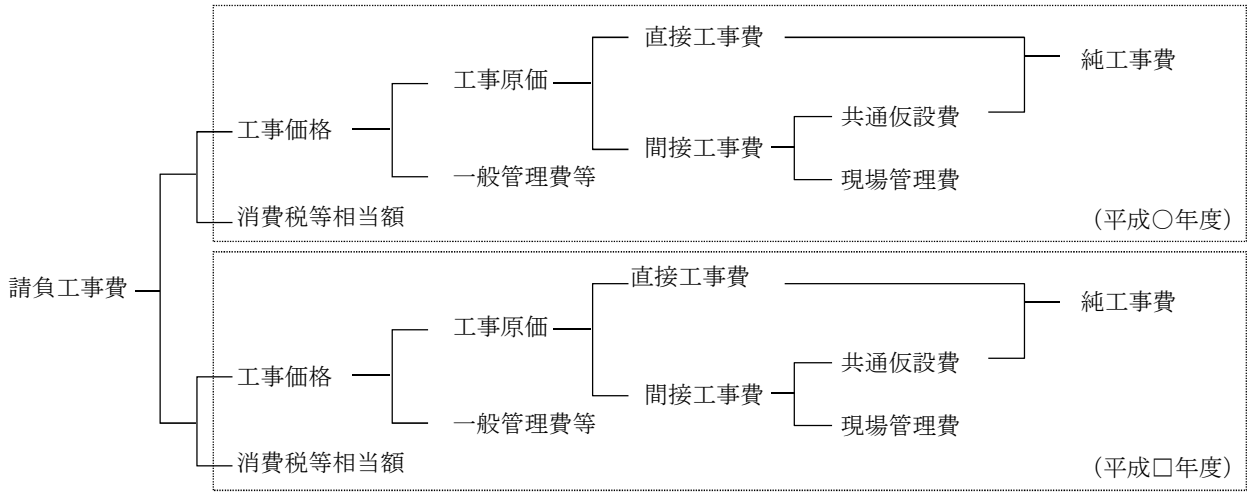 直接工事費
純工事費
工事原価
共通仮設費
工事価格
間接工事費
一般管理費等
現場管理費
消費税等相当額
(平成○年度)
請負工事費
直接工事費
純工事費
工事原価
共通仮設費
工事価格
間接工事費
一般管理費等
現場管理費
消費税等相当額
(平成□年度)